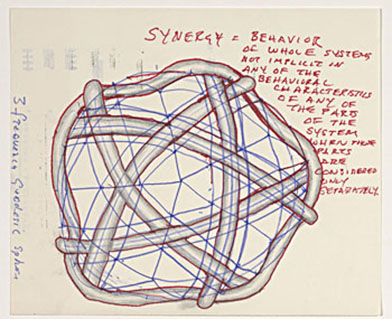 SYNERGY = BEHAVIOR
OF WHOLE SYSTEMS
NOT IMPLICIT IN
ANY OF THE
BEHAVIORAL
CHARACTERISTICS
OF ANY OF
THE PARTS
OF THE
SYSTEM
WHEN THOSE
PARTS
ARE
CONSIDERED
ONLY
SEPARATELY.
3-frequency Geodesic Sphere